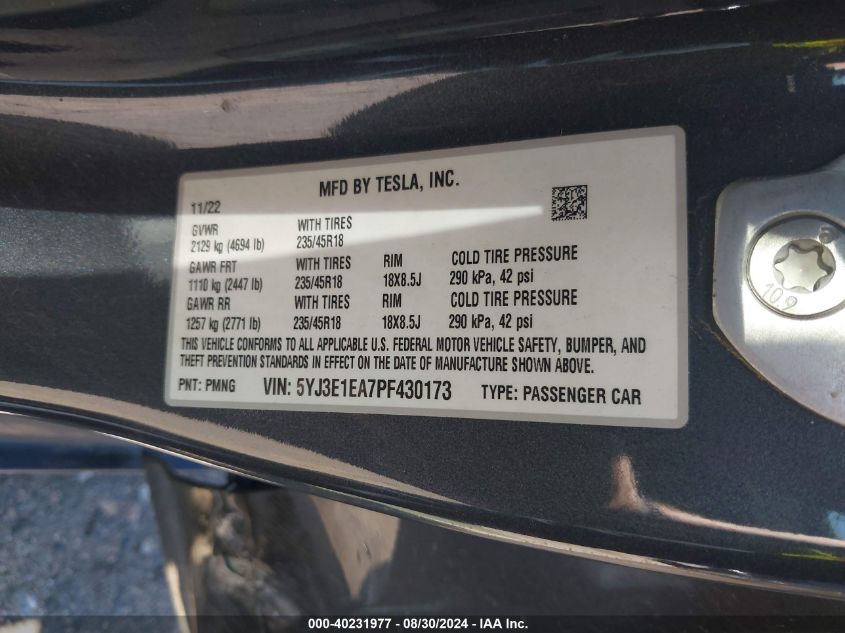 MFD BY TESLA, INC.
11/22
GVWR WITH TIRES
2129 kg (4694 lb) 235/45R18
GAWR FRT WITH TIRES RIM COLD TIRE PRESSURE
1110 kg (2447 lb) 235/45R18 18X8.5J 290 kPa, 42 psi
GAWR RR WITH TIRES RIM COLD TIRE PRESSURE
1257 kg (2771 lb) 235/45R18 18X8.5J 290 kPa, 42 psi
THIS VEHICLE CONFORMS TO ALL APPLICABLE U.S. FEDERAL MOTOR VEHICLE SAFETY, BUMPER, AND
THEFT PREVENTION STANDARDS IN EFFECT ON THE DATE OF MANUFACTURE SHOWN ABOVE.
PNT: PMNG VIN: 5YJ3E1EA7PF430173 TYPE: PASSENGER CAR
10.9
000-40231977 - 08/30/2024 - IAA Inc.